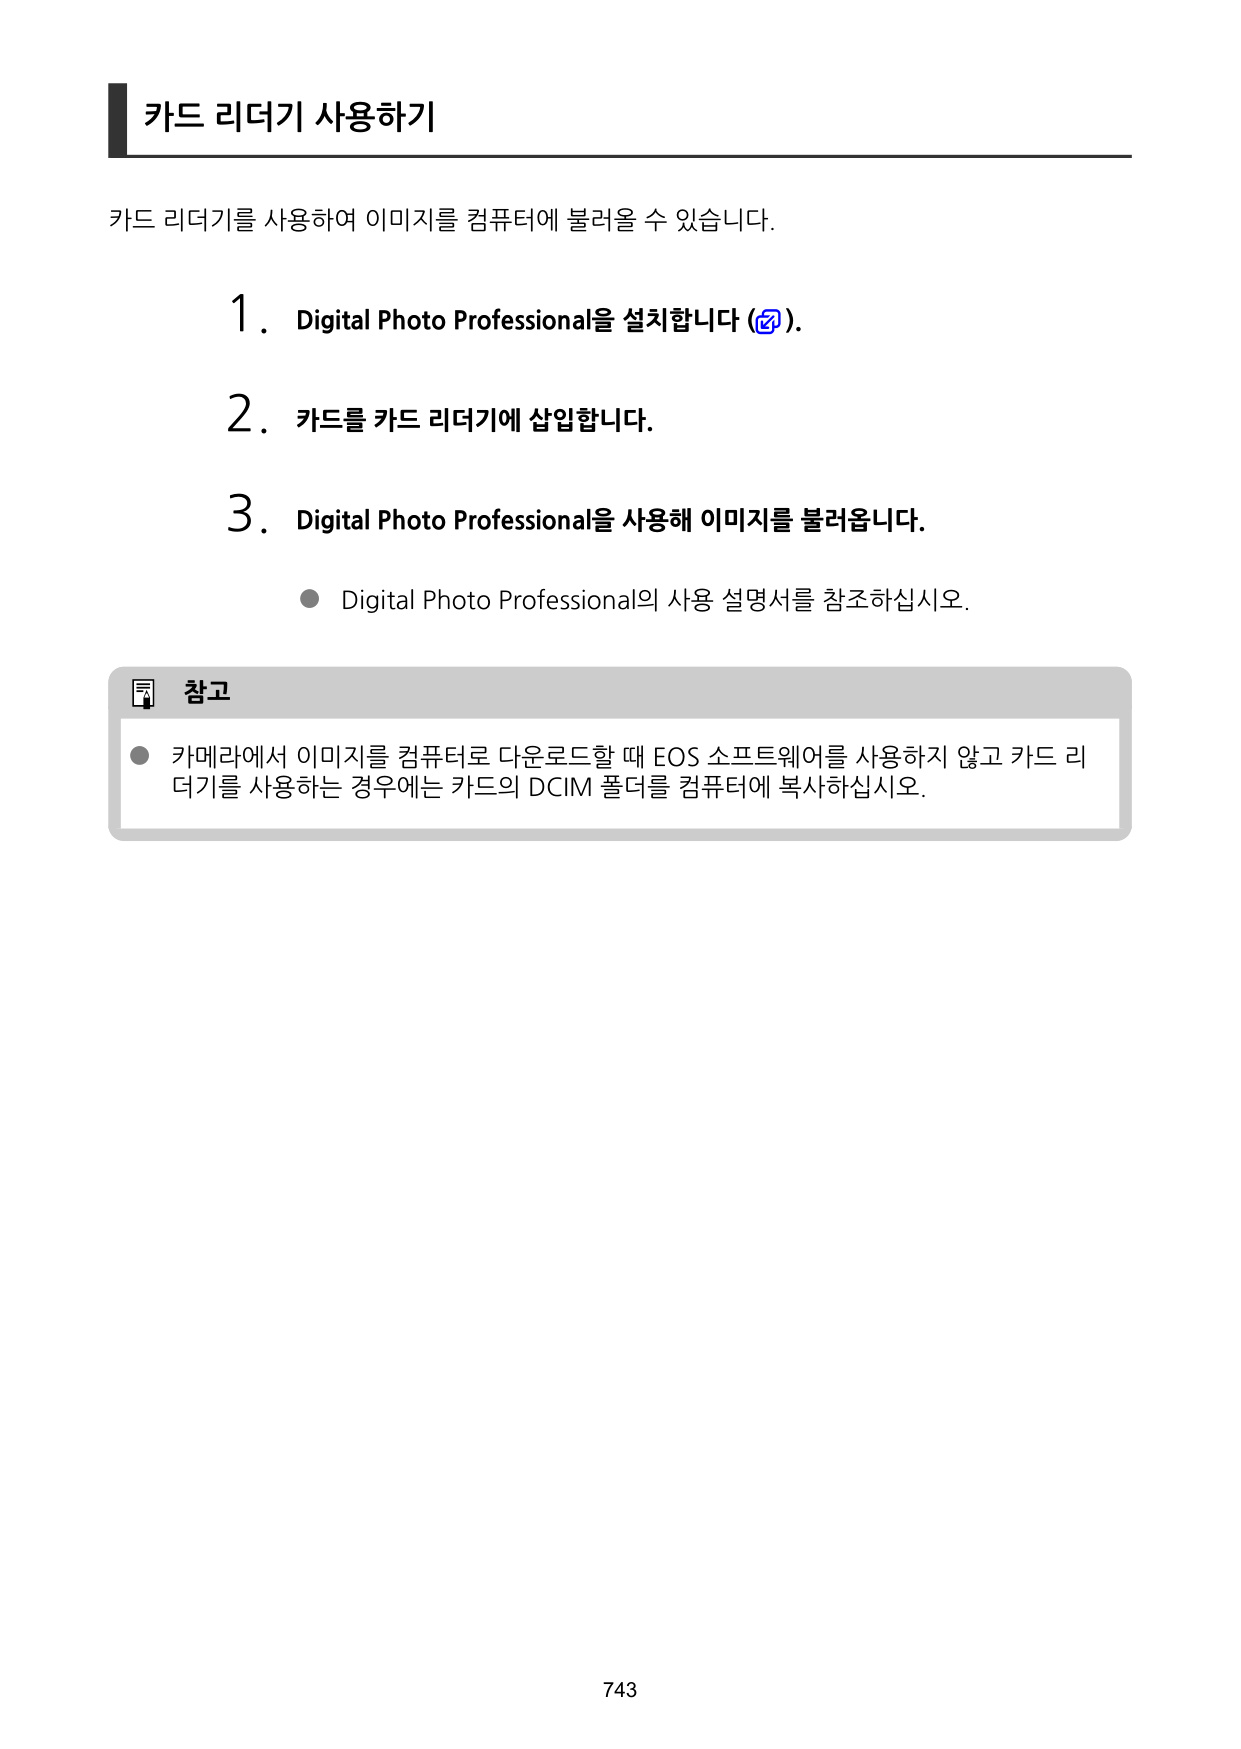 카드 리더기 사용하기
카드 리더기를 사용하여 이미지를 컴퓨터에 불러올 수 있습니다.
1. Digital Photo Professional을 설치합니다 ( ).
2. 카드를 카드 리더기에 삽입합니다.
3. Digital Photo Professional을 사용해 이미지를 불러옵니다.
● Digital Photo Professional의 사용 설명서를 참조하십시오.
참고
● 카메라에서 이미지를 컴퓨터로 다운로드할 때 EOS 소프트웨어를 사용하지 않고 카드 리
더기를 사용하는 경우에는 카드의 DCIM 폴더를 컴퓨터에 복사하십시오.
743